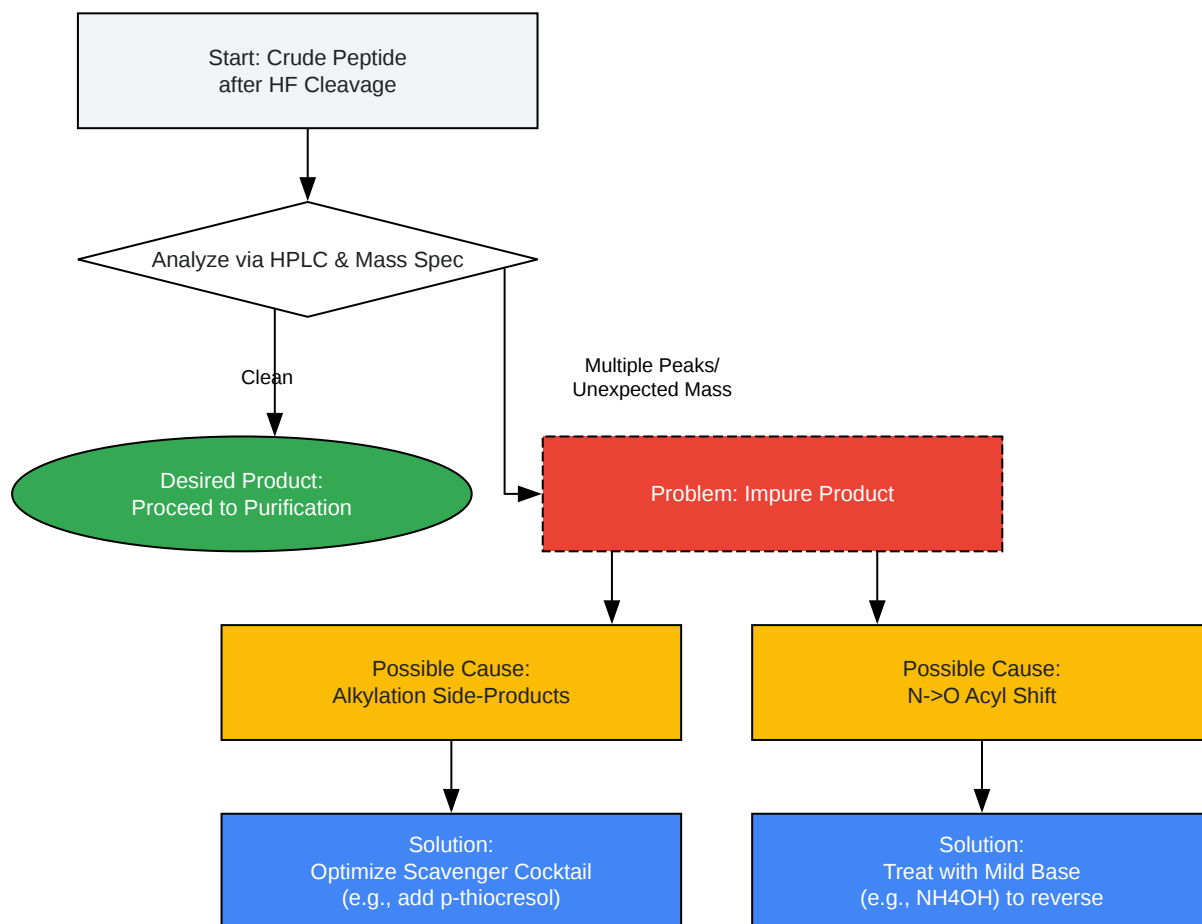 Start: Crude Peptide
after HF Cleavage
Analyze via HPLC & Mass Spec
Clean
Multiple Peaks/
Unexpected Mass
Desired Product:
Proceed to Purification
Problem: Impure Product
Possible Cause:
Alkylation Side-Products
Possible Cause:
N->O Acyl Shift
Solution:
Optimize Scavenger Cocktail
(e.g., add p-thiocresol)
Solution:
Treat with Mild Base
(e.g., NH4OH) to reverse